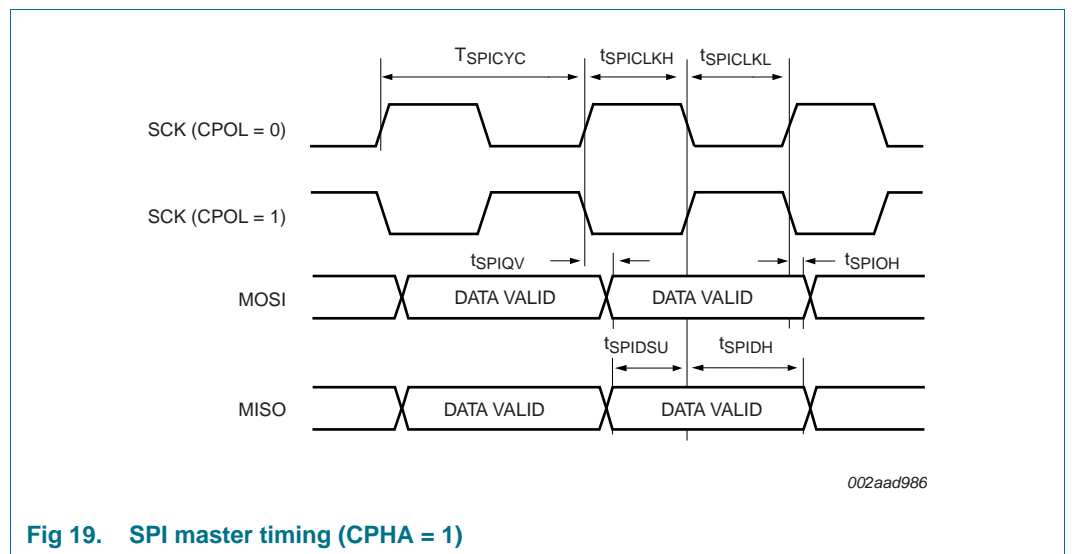 TSPICYC tSPICLKH tSPICLKL
SCK (CPOL = 0)
SCK (CPOL = 1)
tSPIQV tSPIOH
MOSI DATA VALID DATA VALID
tSPIDSU tSPIDH
MISO DATA VALID DATA VALID
002aad986
Fig 19. SPI master timing (CPHA = 1)